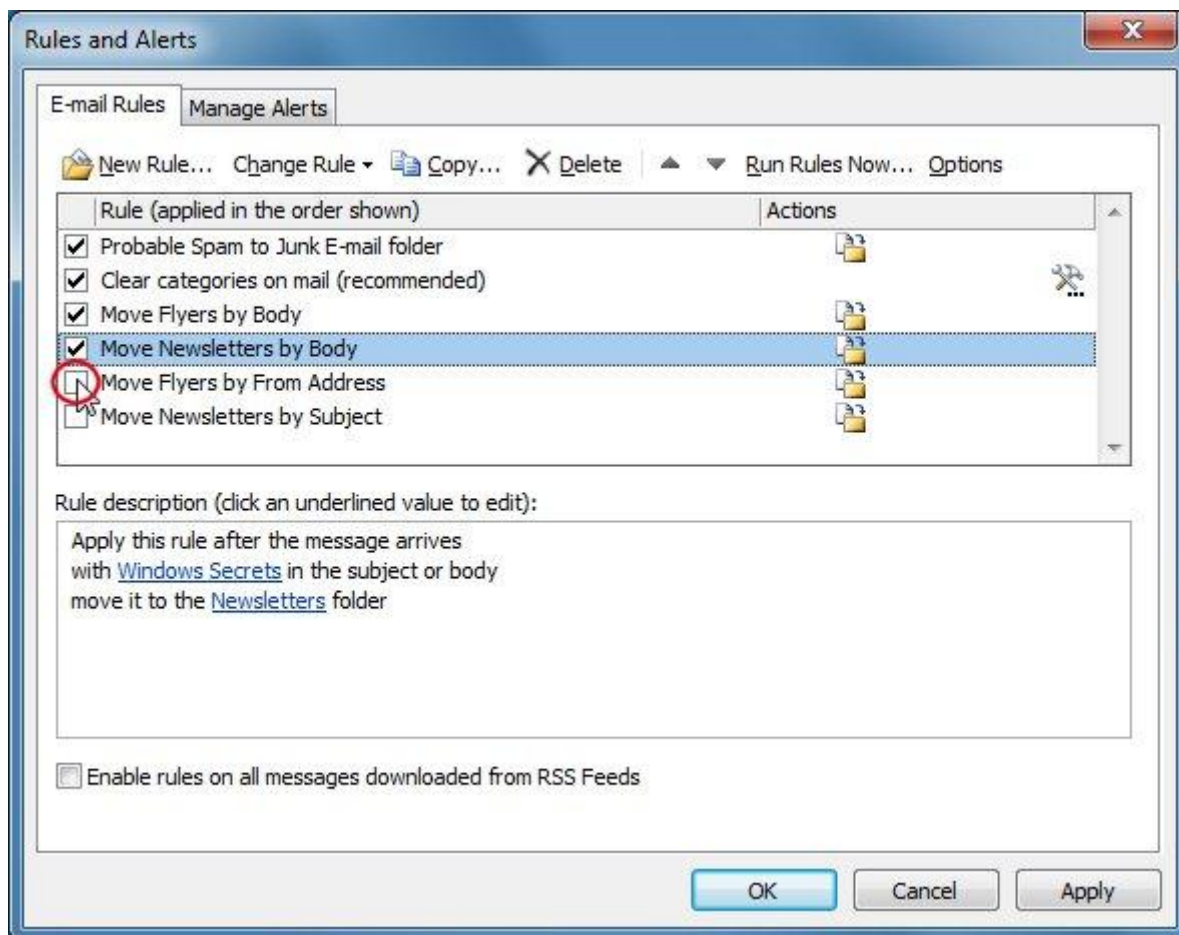 Rules and Alerts
E-mail Rules Manage Alerts
New Rule... Change Rule Copy... Delete Run Rules Now... Options
Rule (applied in the order shown) Actions
Probable Spam to Junk E-mail folder
Clear categories on mail (recommended)
Move Flyers by Body
Move Newsletters by Body
Move Flyers by From Address
Move Newsletters by Subject
Rule description (click an underlined value to edit):
Apply this rule after the message arrives
with Windows Secrets in the subject or body
move it to the Newsletters folder
Enable rules on all messages downloaded from RSS Feeds
OK Cancel Apply